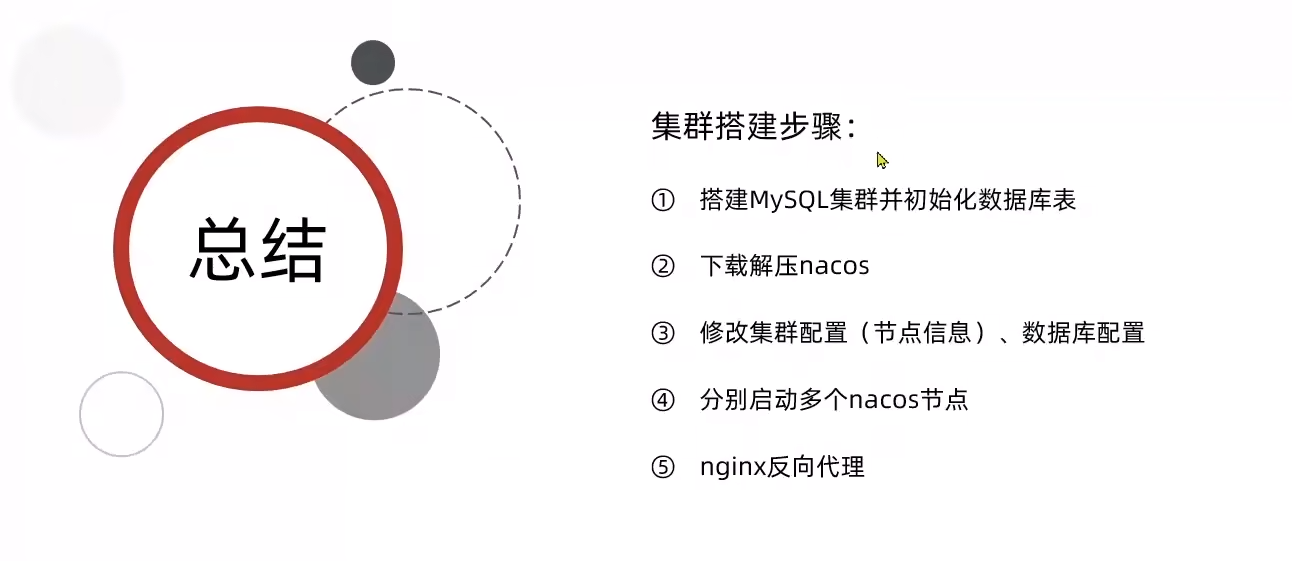 总结
集群搭建步骤：
① 搭建MySQL集群并初始化数据库表
② 下载解压nacos
③ 修改集群配置（节点信息）、数据库配置
④ 分别启动多个nacos节点
⑤ nginx反向代理